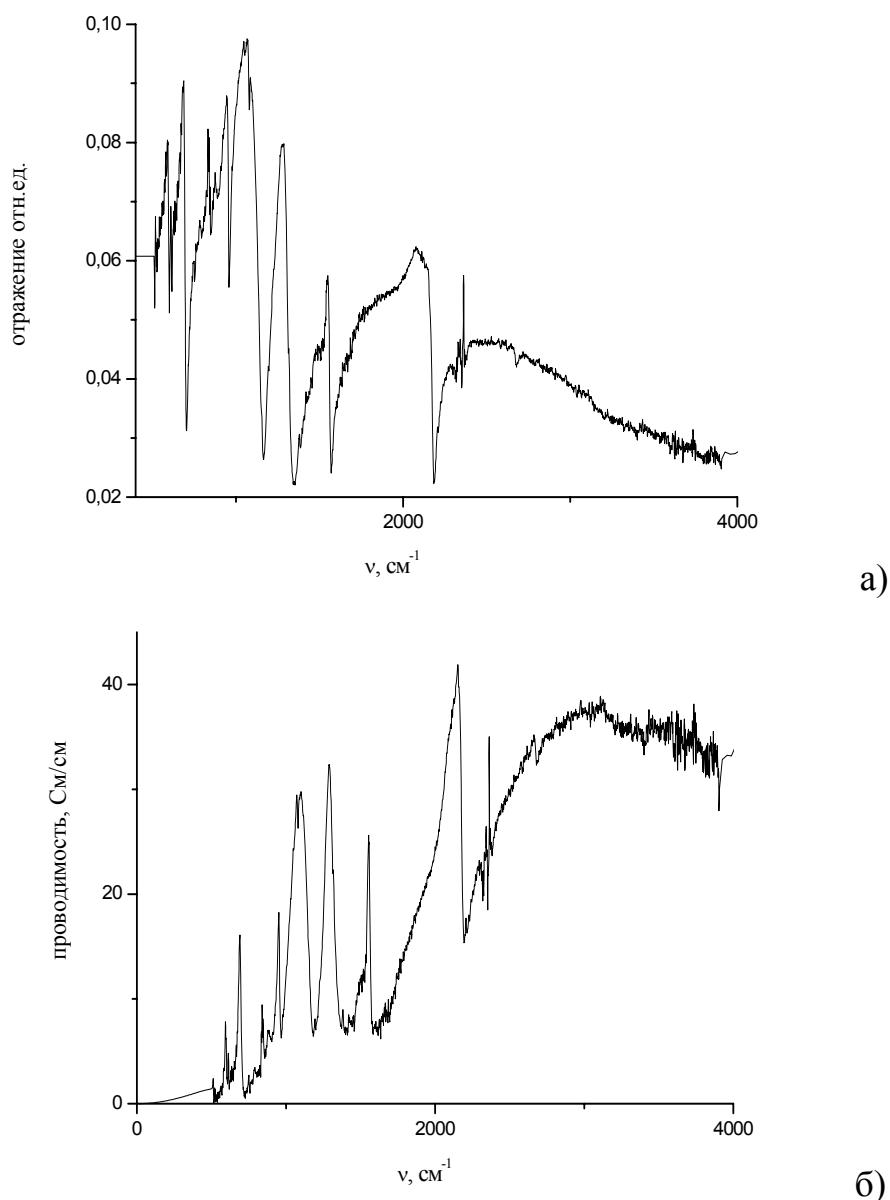 0,10
0,08
0,06
0,04
0,02
отражение отн.ед.
2000
4000
ν, см-1
а)
40
20
0
проводимость, См/см
0
2000
4000
ν, см-1
б)